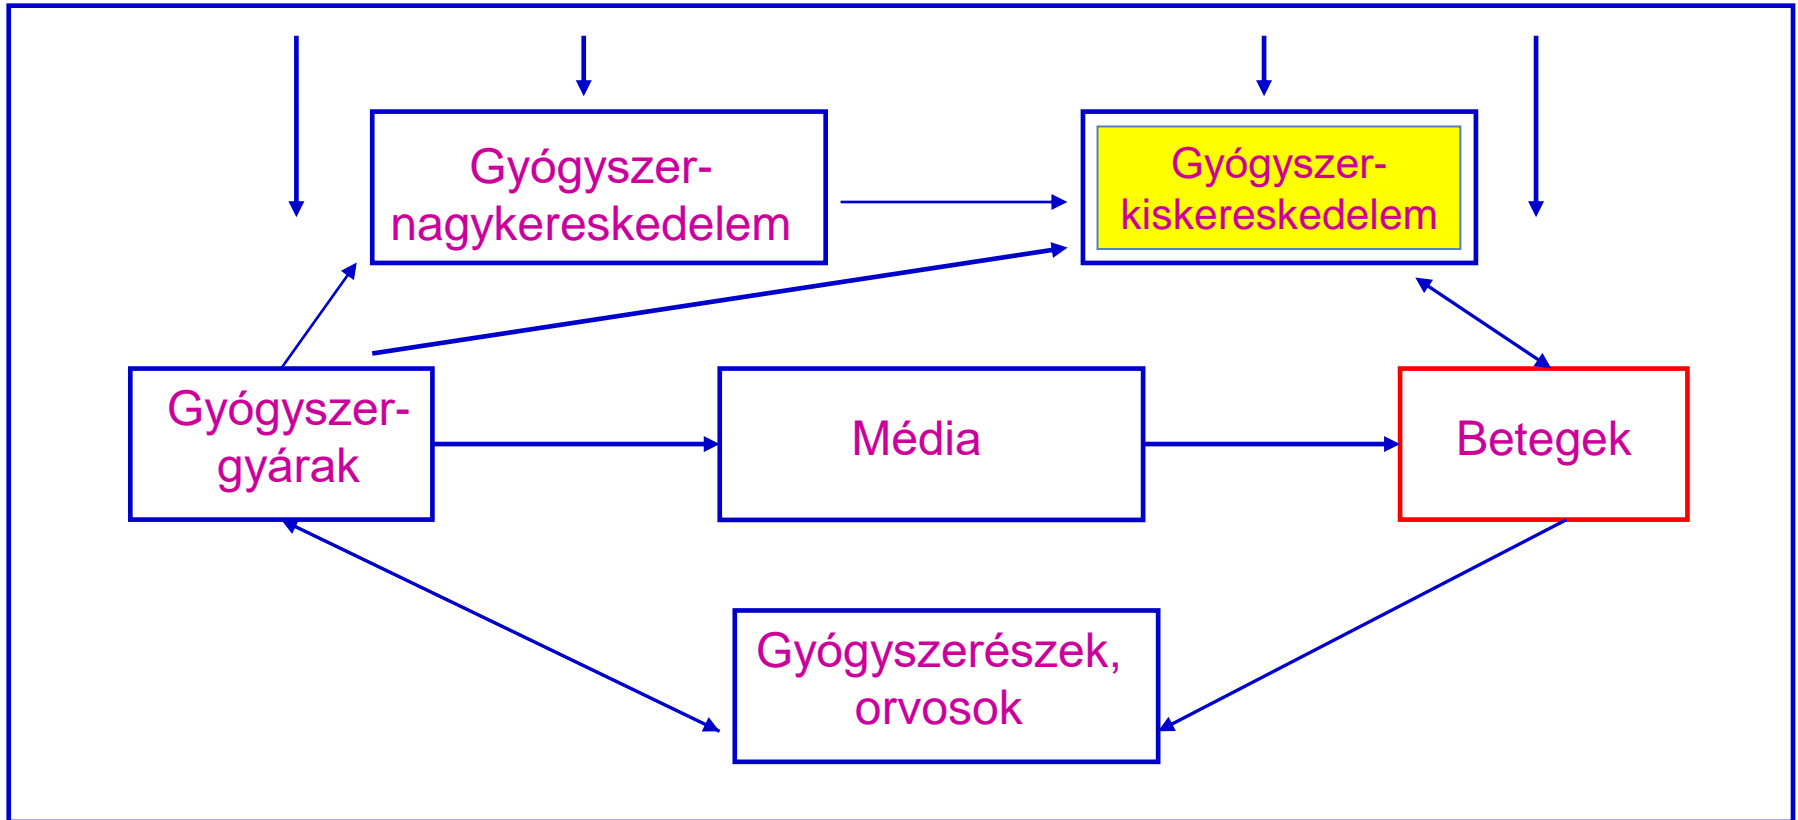 Gyógyszer-
nagykereskedelem
Gyógyszer-
kiskereskedelem
Gyógyszer-
gyárak
Média
Betegek
Gyógyszerészek,
orvosok